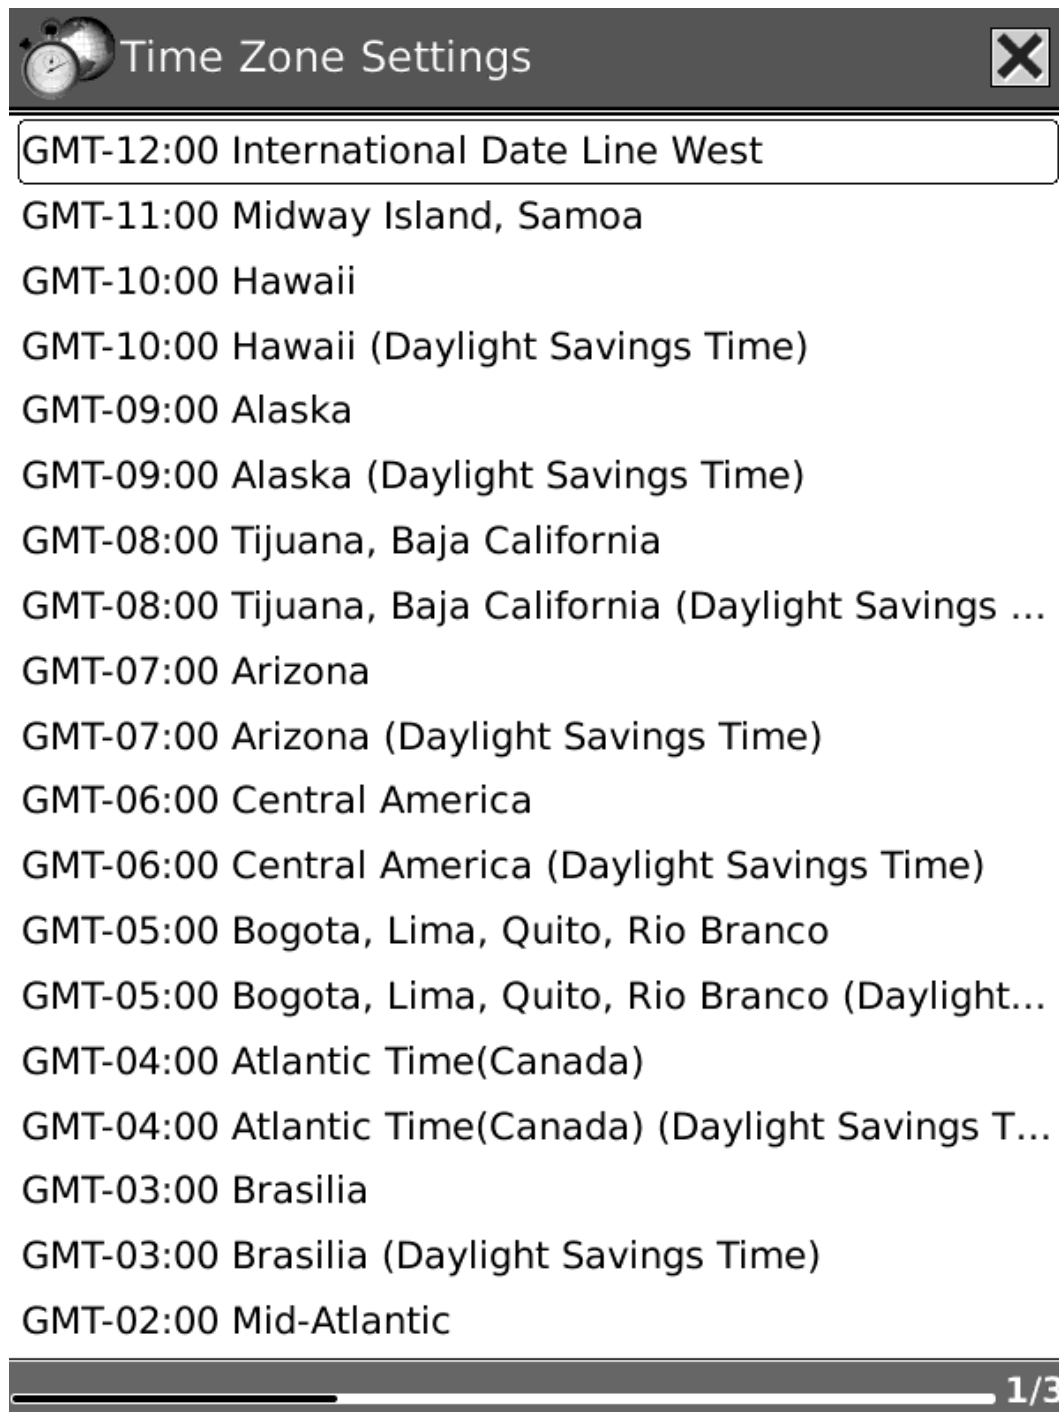 Time Zone Settings
GMT-12:00 International Date Line West
GMT-11:00 Midway Island, Samoa
GMT-10:00 Hawaii
GMT-10:00 Hawaii (Daylight Savings Time)
GMT-09:00 Alaska
GMT-09:00 Alaska (Daylight Savings Time)
GMT-08:00 Tijuana, Baja California
GMT-08:00 Tijuana, Baja California (Daylight Savings ...
GMT-07:00 Arizona
GMT-07:00 Arizona (Daylight Savings Time)
GMT-06:00 Central America
GMT-06:00 Central America (Daylight Savings Time)
GMT-05:00 Bogota, Lima, Quito, Rio Branco
GMT-05:00 Bogota, Lima, Quito, Rio Branco (Daylight...
GMT-04:00 Atlantic Time(Canada)
GMT-04:00 Atlantic Time(Canada) (Daylight Savings T...
GMT-03:00 Brasilia
GMT-03:00 Brasilia (Daylight Savings Time)
GMT-02:00 Mid-Atlantic
1/3